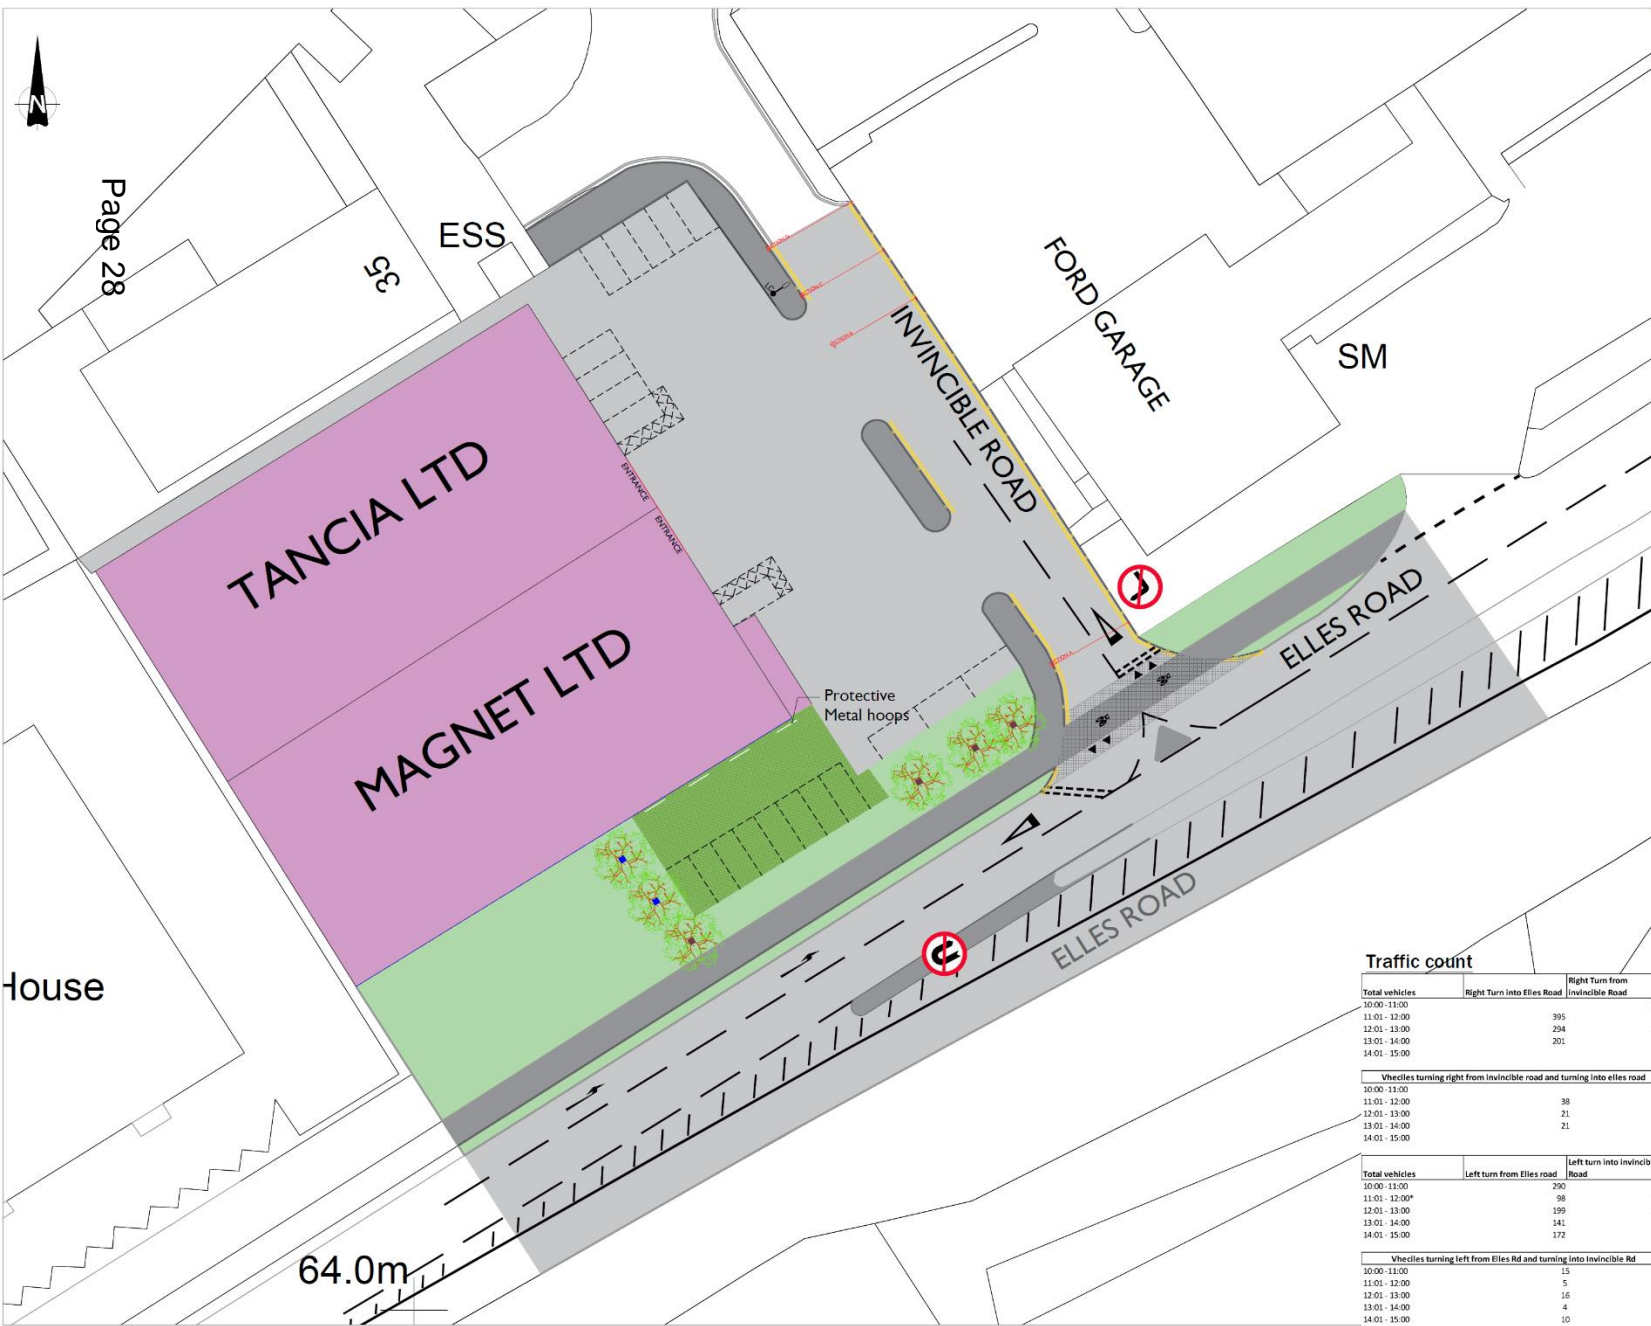 N
Page 28
ESS
35
FORD GARAGE
SM
INVINCIBLE ROAD
TANCIA LTD
ENTRANCE
ENTRANCE
MAGNET LTD
Protective
Metal hoops
ELLES ROAD
ELLES ROAD
House
64.0m
Traffic count
Total vehicles Right Turn into Elles Road Right Turn from invincible Road
10:00 -11:00
11:01 - 12:00 395
12:01 - 13:00 294
13:01 - 14:00 201
14:01 - 15:00
Vheciles turning right from invincible road and turning into elles road
10:00 -11:00
11:01 - 12:00 38
12:01 - 13:00 21
13:01 - 14:00 21
14:01 - 15:00
Total vehicles Left turn from Elles road Left turn into invincib Road
10:00 -11:00 290
11:01 - 12:00* 98
12:01 - 13:00 199
13:01 - 14:00 141
14:01 - 15:00 172
Vheciles turning left from Elles Rd and turning into Invincible Rd
10:00 -11:00 15
11:01 - 12:00 5
12:01 - 13:00 16
13:01 - 14:00 4
14:01 - 15:00 10